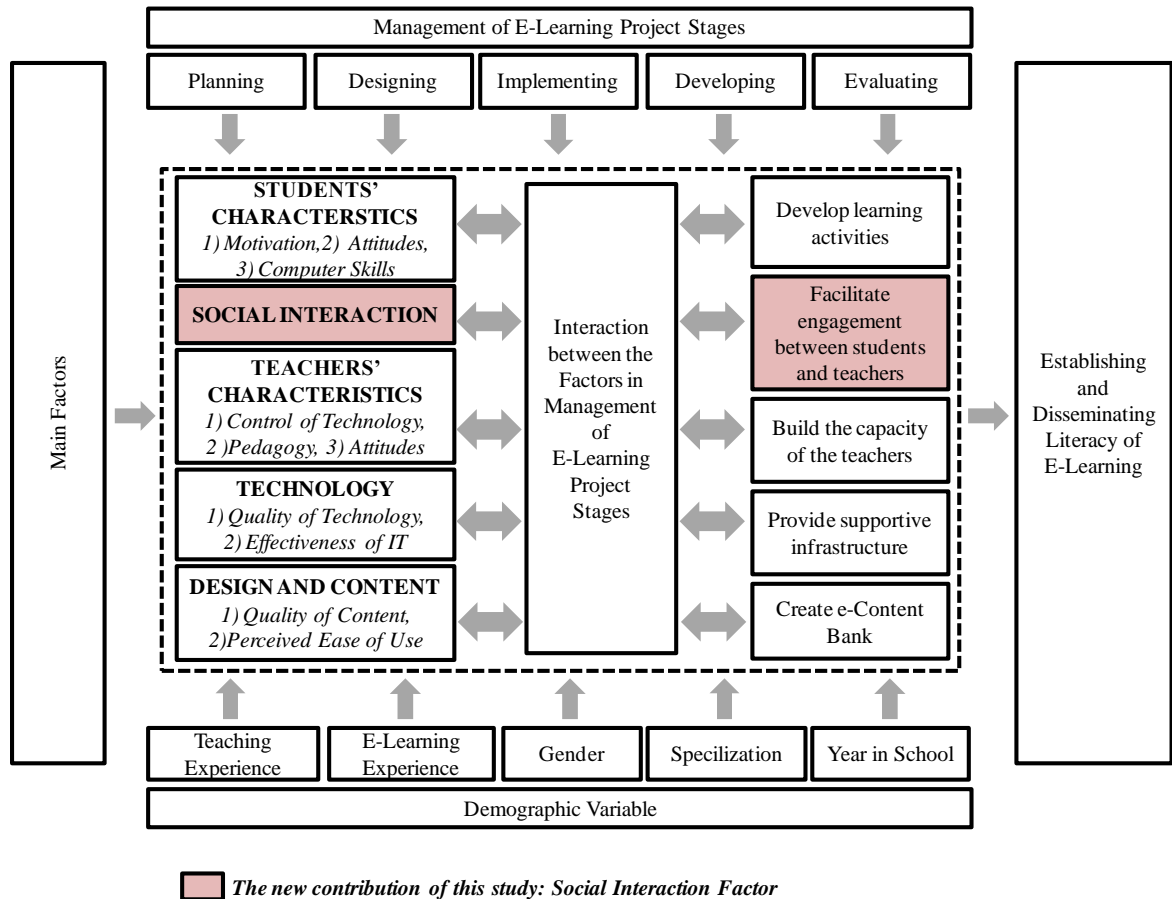 Management of E-Learning Project Stages
Planning
Designing
Implementing
Developing
Evaluating
Main Factors
STUDENTS'
CHARACTERSTICS
1) Motivation,2) Attitudes,
3) Computer Skills
SOCIAL INTERACTION
TEACHERS'
CHARACTERISTICS
1) Control of Technology,
2 )Pedagogy, 3) Attitudes
TECHNOLOGY
1) Quality of Technology,
2) Effectiveness of IT
DESIGN AND CONTENT
1) Quality of Content,
2)Perceived Ease of Use
Interaction
between the
Factors in
Management
of
E-Learning
Project
Stages
Develop learning
activities
Facilitate
engagement
between students
and teachers
Build the capacity
of the teachers
Provide supportive
infrastructure
Create e-Content
Bank
Establishing
and
Disseminating
Literacy of
E-Learning
Teaching
Experience
E-Learning
Experience
Gender
Specilization
Year in School
Demographic Variable
The new contribution of this study: Social Interaction Factor